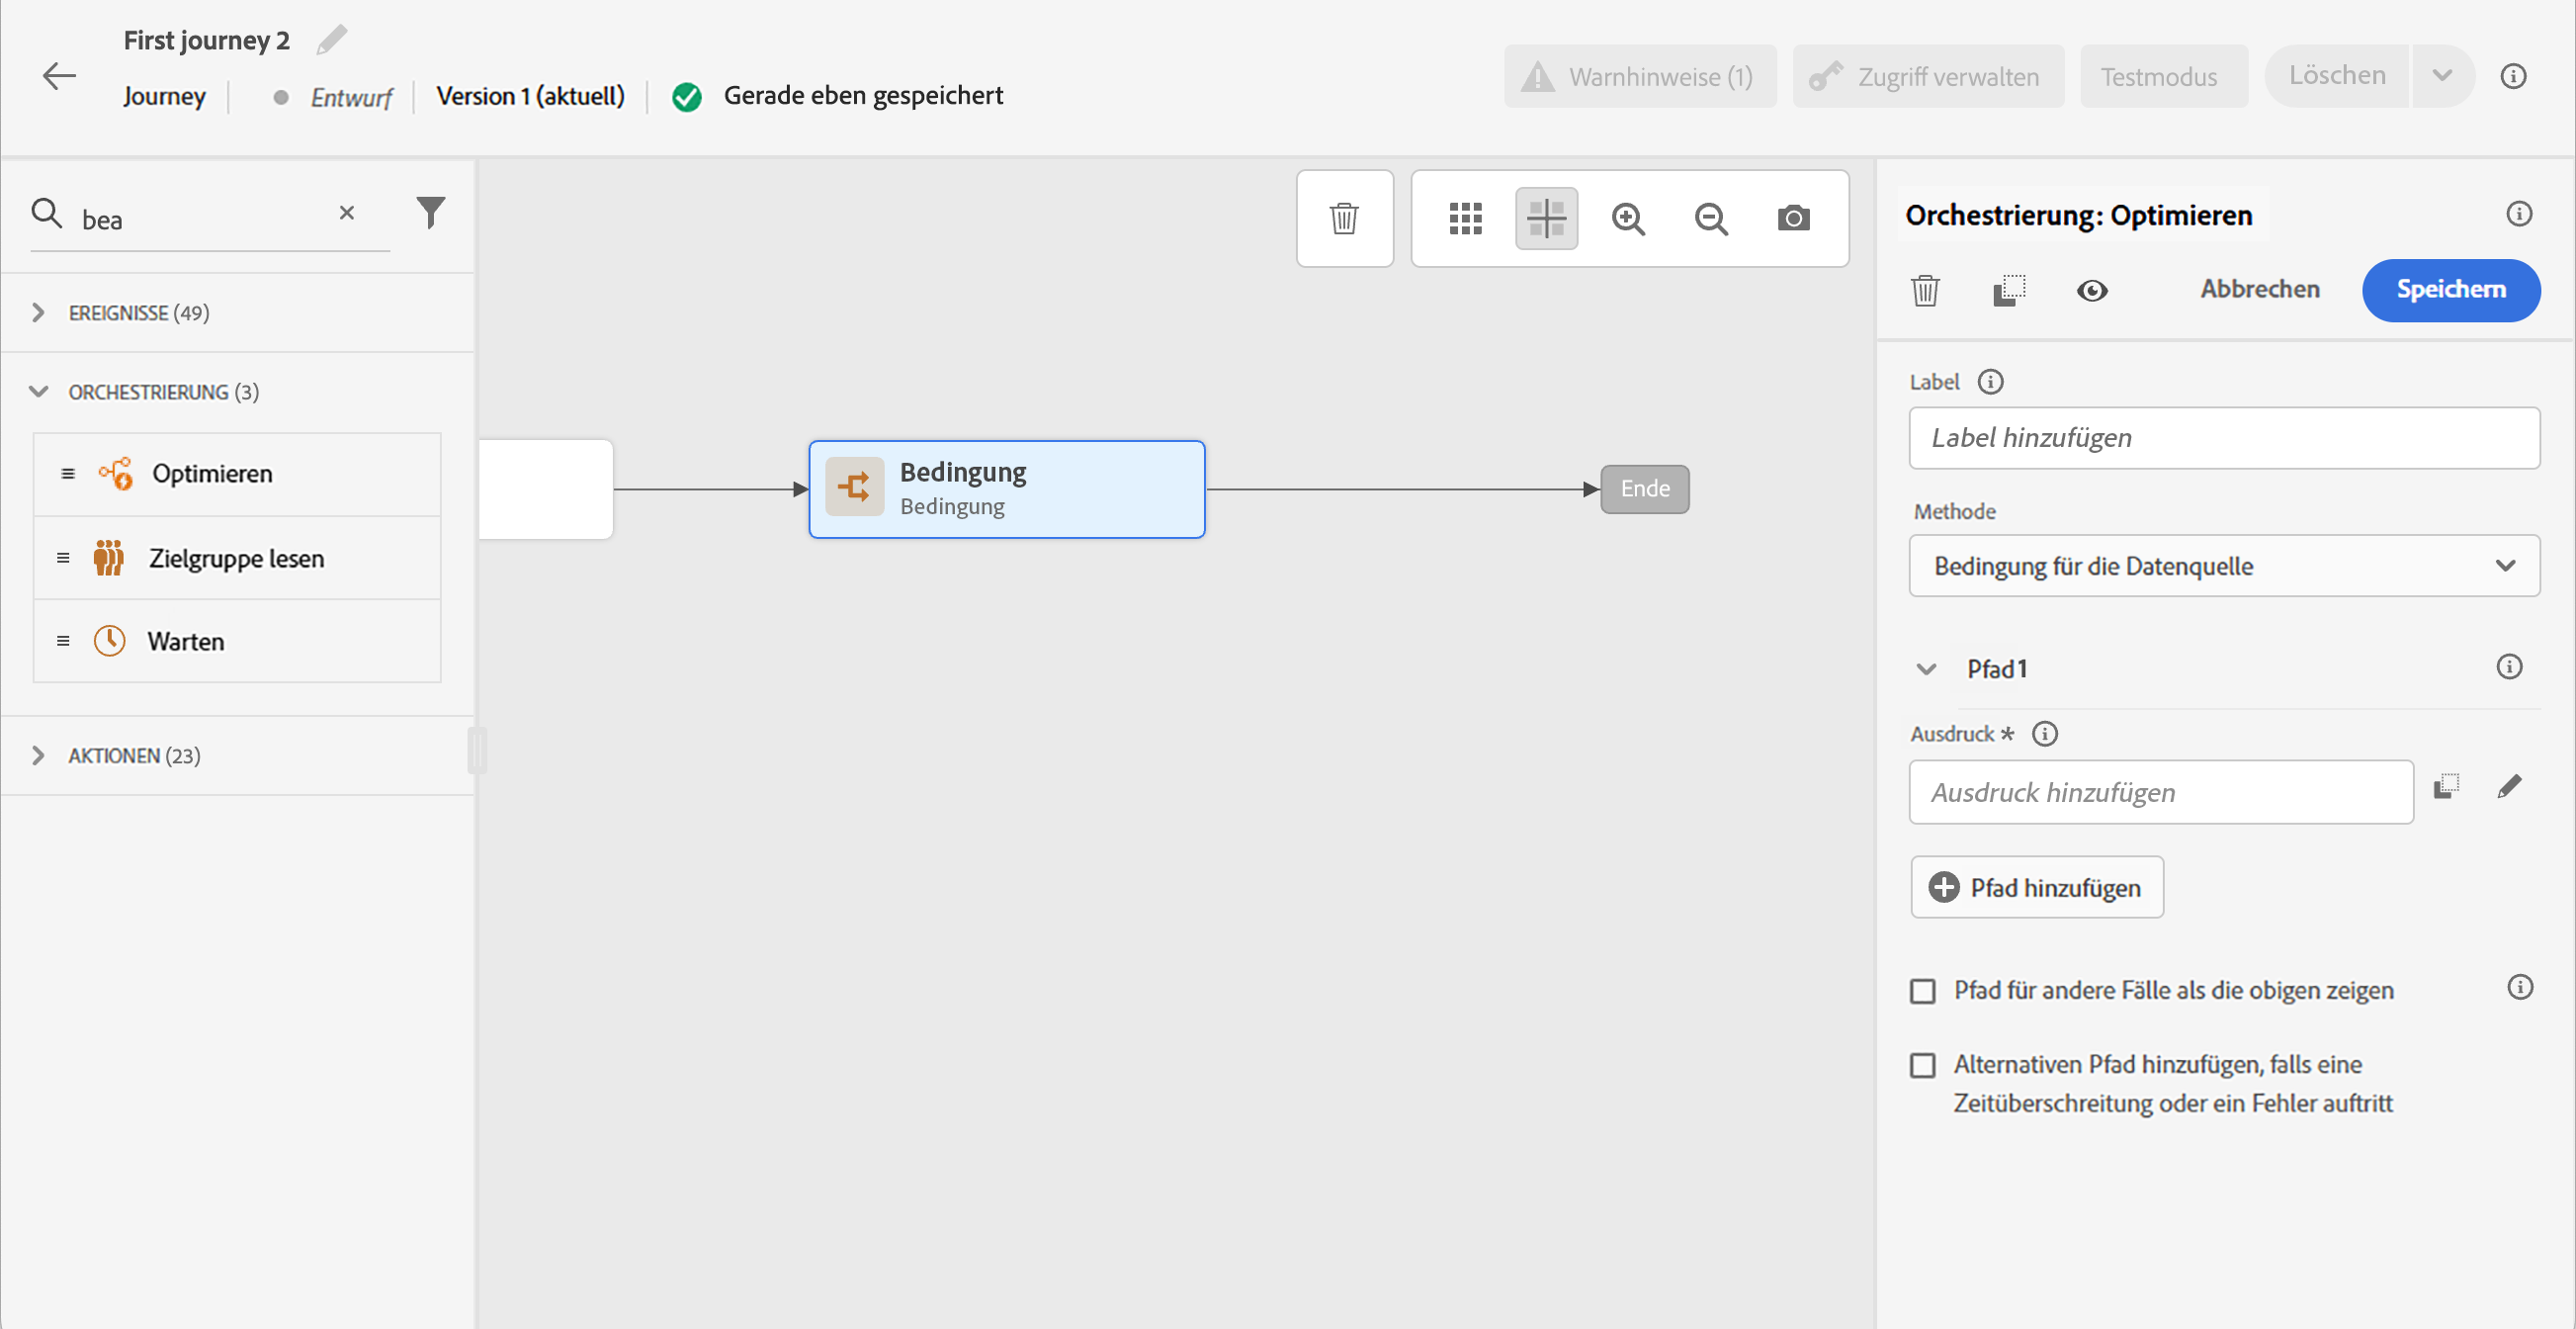 First journey 2
Journey
Entwurf
Version 1 (aktuell)
Gerade eben gespeichert
Warnhinweise (1)
Zugriff verwalten
Testmodus
Löschen
bea
EREIGNISSE (49)
ORCHESTRIERUNG (3)
Optimieren
Zielgruppe lesen
Warten
AKTIONEN (23)
Bedingung
Bedingung
Ende
Orchestrierung: Optimieren
Abbrechen
Speichern
Label
Label hinzufügen
Methode
Bedingung für die Datenquelle
Pfad1
Ausdruck *
Ausdruck hinzufügen
Pfad hinzufügen
Pfad für andere Fälle als die obigen zeigen
Alternativen Pfad hinzufügen, falls eine
Zeitüberschreitung oder ein Fehler auftritt